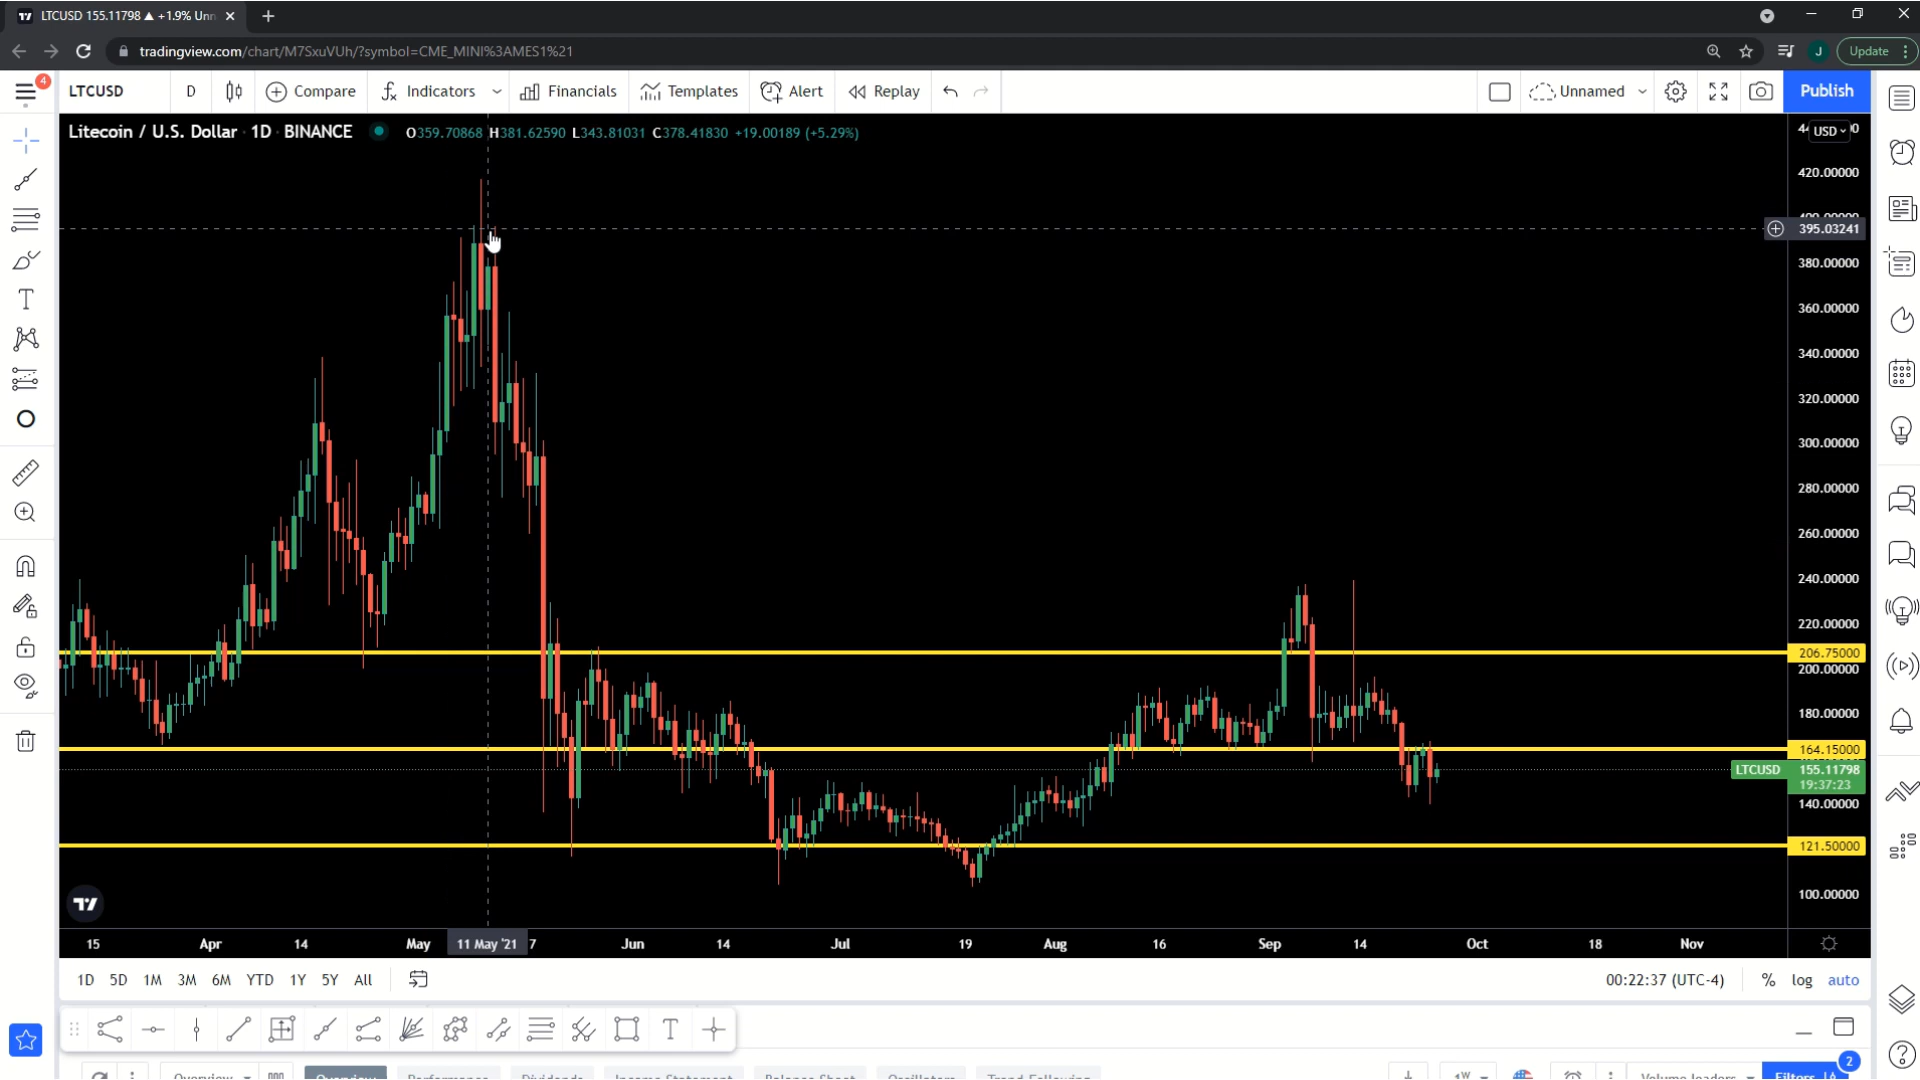 LTCUSD 155.11798 ▲ +1.9% Unn
tradingview.com/chart/M7SxuVUh/?symbol=CME_MINI%3AMES1%21
J
Update
4
LTCUSD D Compare Indicators Financials Templates Alert Replay Unnamed Publish
Litecoin / U.S. Dollar · 1D · BINANCE O359.70868 H381.62590 L343.81031 C378.41830 +19.00189 (+5.29%)
USD
420.00000
395.03241
380.00000
360.00000
340.00000
320.00000
300.00000
280.00000
260.00000
240.00000
220.00000
206.75000
200.00000
180.00000
164.15000
LTCUSD 155.11798
19:37:23
140.00000
121.50000
100.00000
15 Apr 14 May 11 May '21 7 Jun 14 Jul 19 Aug 16 Sep 14 Oct 18 Nov
1D 5D 1M 3M 6M YTD 1Y 5Y All 00:22:37 (UTC-4) % log auto
2
Overview Overview Performance Dividends Income Statement Balance Sheet Oscillators Trend-Following 1W Volume leaders Filters